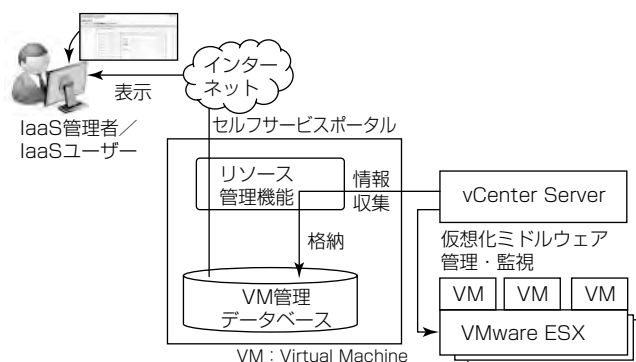 インター
ネット
表示
IaaS管理者／
IaaSユーザー
セルフサービスポータル
リソース
管理機能
情報
収集
vCenter Server
格納
仮想化ミドルウェア
管理・監視
VM管理
データベース
VM
VM
VM
VMware ESX
VM：Virtual Machine